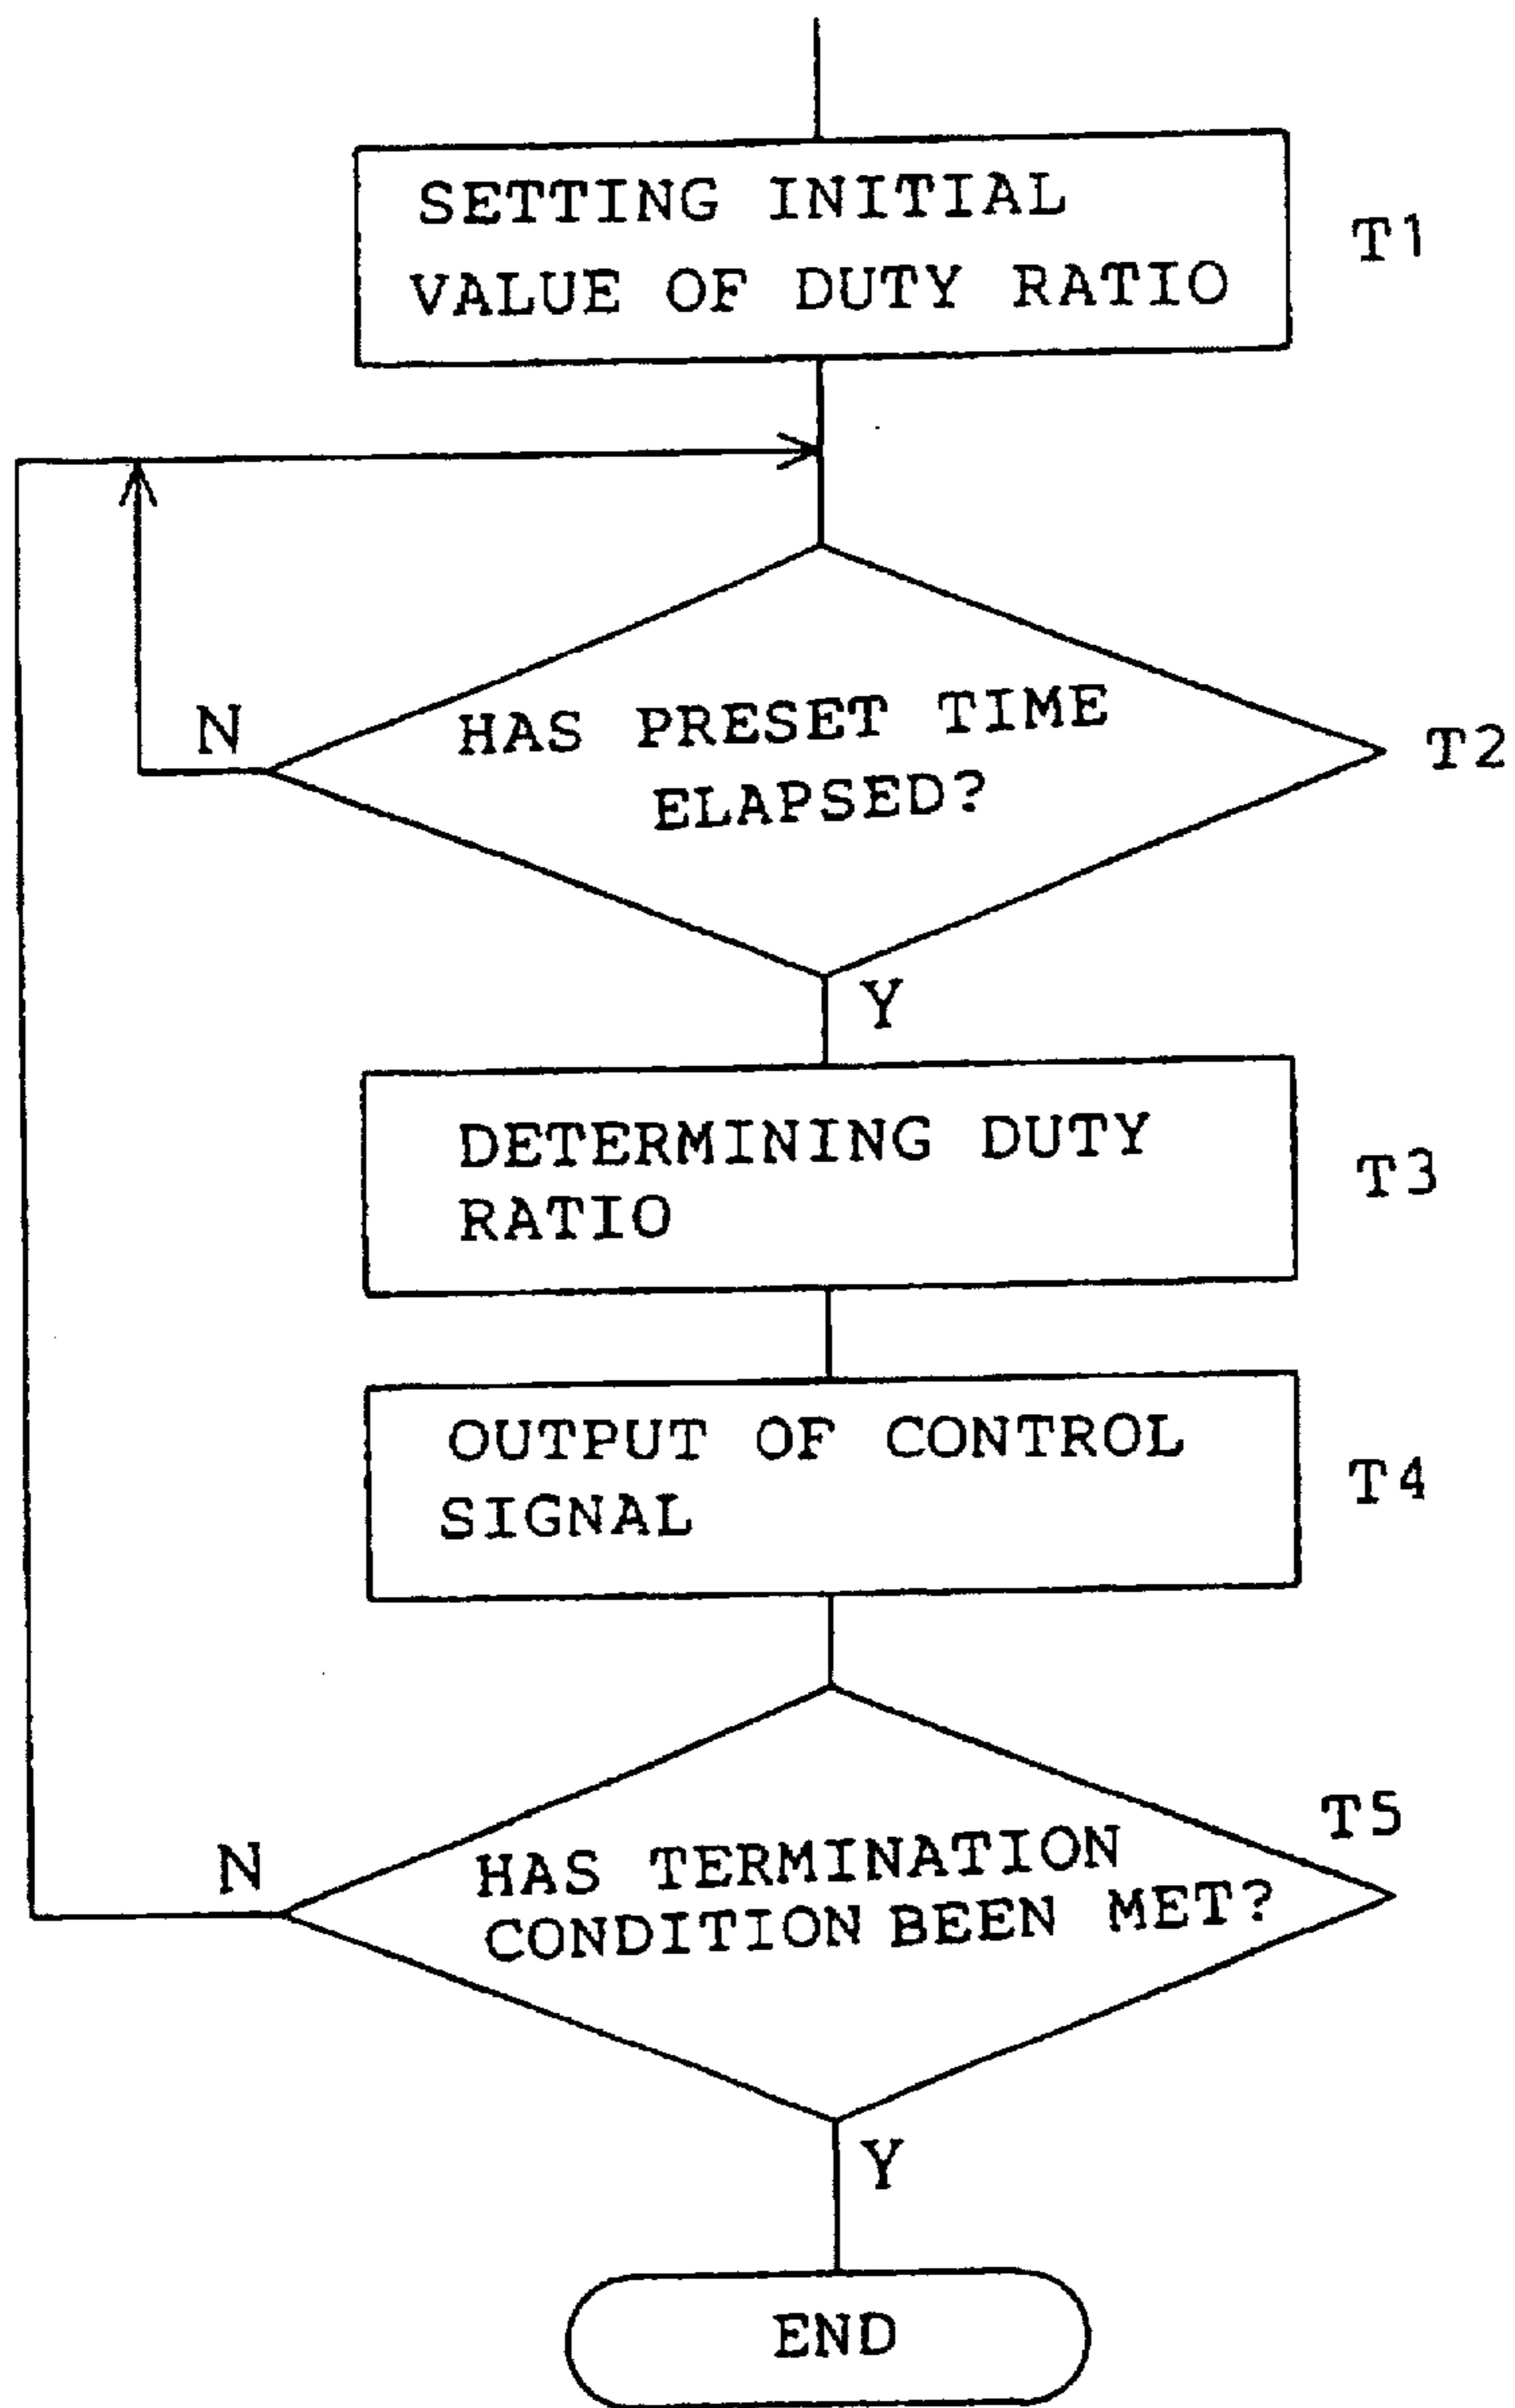 SETTING INITIAL
VALUE OF DUTY RATIO
T1
N
HAS PRESET TIME
ELAPSED?
T2
Y
DETERMINING DUTY
RATIO
T3
OUTPUT OF CONTROL
SIGNAL
T4
T5
N
HAS TERMINATION
CONDITION BEEN MET?
Y
END